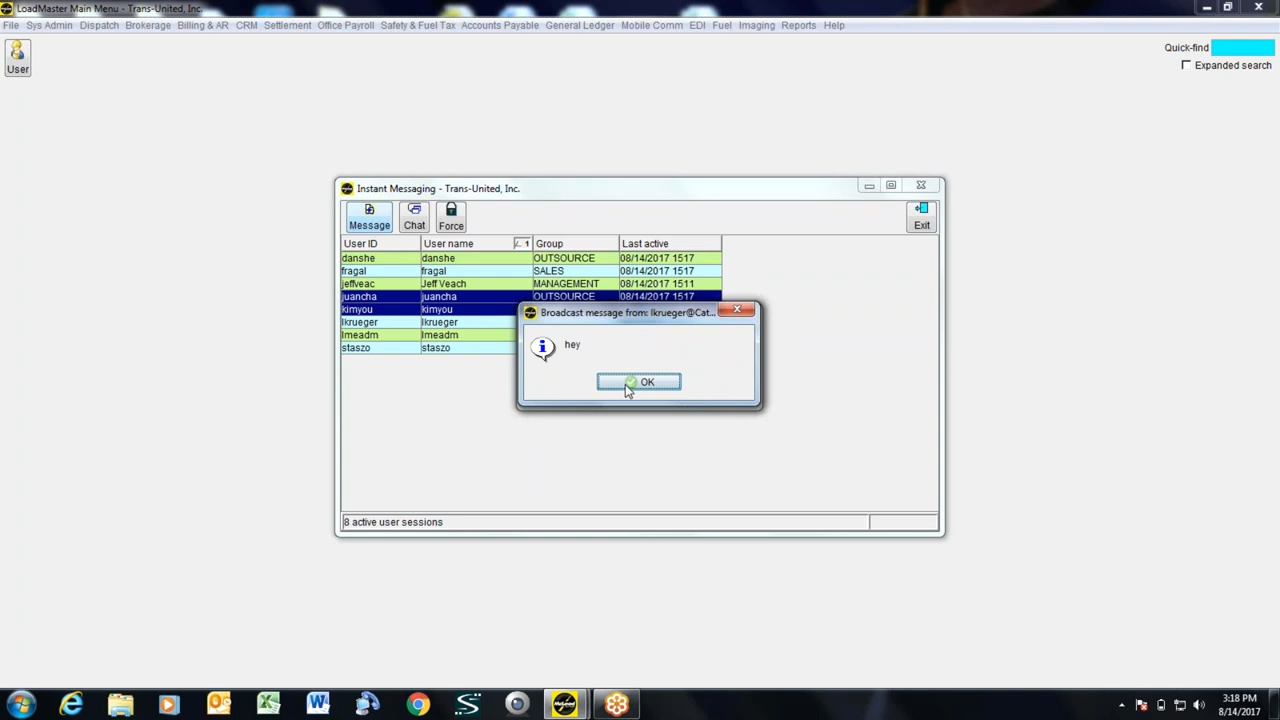 LoadMaster Main Menu - Trans-United, Inc.
File Sys Admin Dispatch Brokerage Billing & AR CRM Settlement Office Payroll Safety & Fuel Tax Accounts Payable General Ledger Mobile Comm EDI Fuel Imaging Reports Help
User
Quick-find
Expanded search
Instant Messaging - Trans-United, Inc.
Message Chat Force Exit
User ID User name 1 Group Last active
danshe danshe OUTSOURCE 08/14/2017 1517
fragal fragal SALES 08/14/2017 1517
jeffveac Jeff Veach MANAGEMENT 08/14/2017 1511
juancha juancha OUTSOURCE 08/14/2017 1517
kimyou kimyou
lkrueger lkrueger
lmeadm lmeadm
staszo staszo
Broadcast message from: lkrueger@Cat...
hey
OK
8 active user sessions
McLeod
3:18 PM
8/14/2017